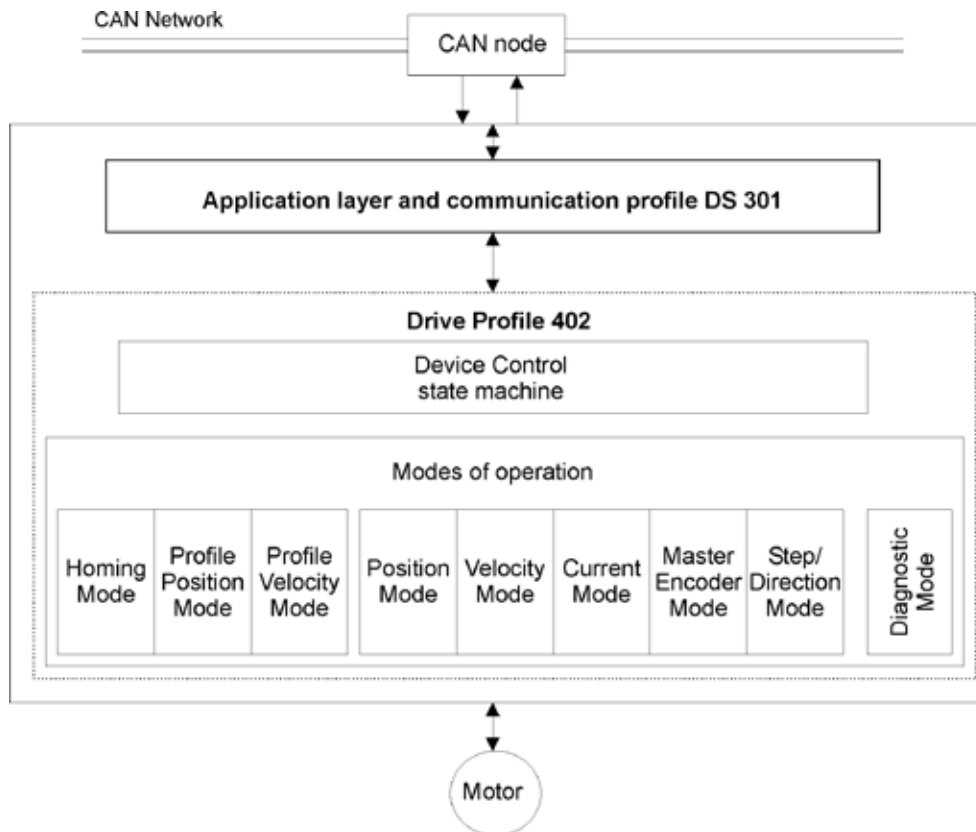 CAN Network
CAN node
Application layer and communication profile DS 301
Drive Profile 402
Device Control
state machine
Modes of operation
Homing
Mode
Profile
Position
Mode
Profile
Velocity
Mode
Position
Mode
Velocity
Mode
Current
Mode
Master
Encoder
Mode
Step/
Direction
Mode
Diagnostic
Mode
Motor